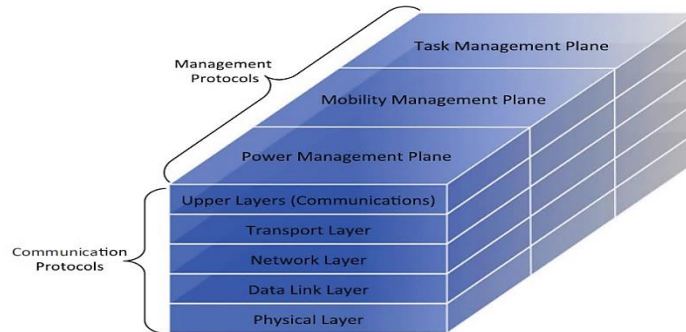 Task Management Plane
Management
Protocols
Mobility Management Plane
Power Management Plane
Upper Layers (Communications)
Transport Layer
Communication
Protocols
Network Layer
Data Link Layer
Physical Layer